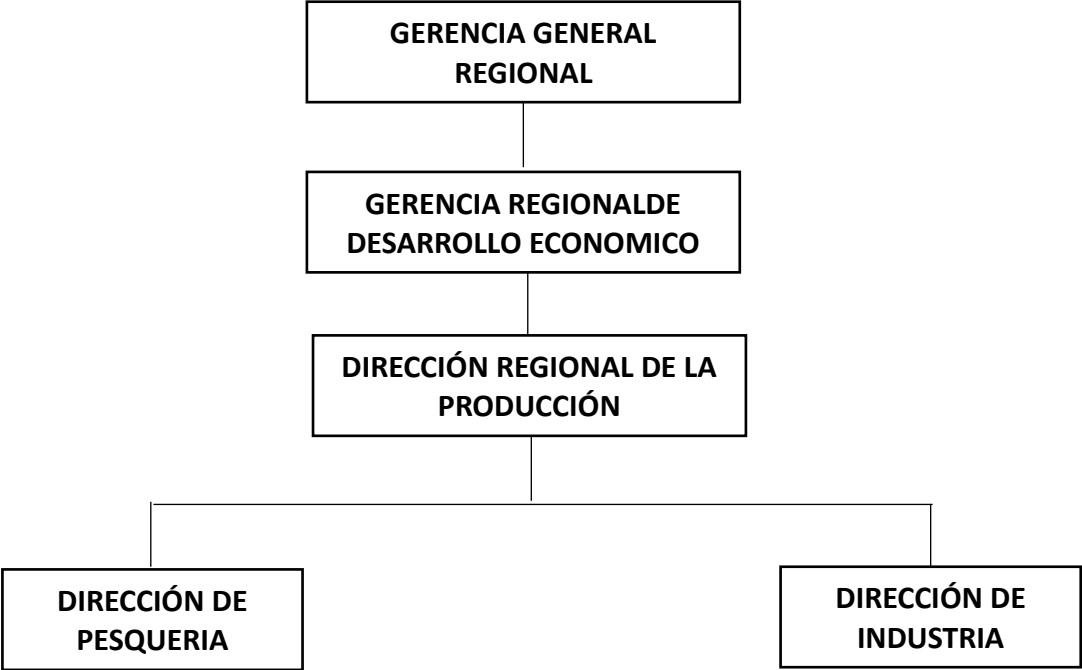 GERENCIA GENERAL
REGIONAL
GERENCIA REGIONALDE
DESARROLLO ECONOMICO
DIRECCIÓN REGIONAL DE LA
PRODUCCIÓN
DIRECCIÓN DE
PESQUERIA
DIRECCIÓN DE
INDUSTRIA